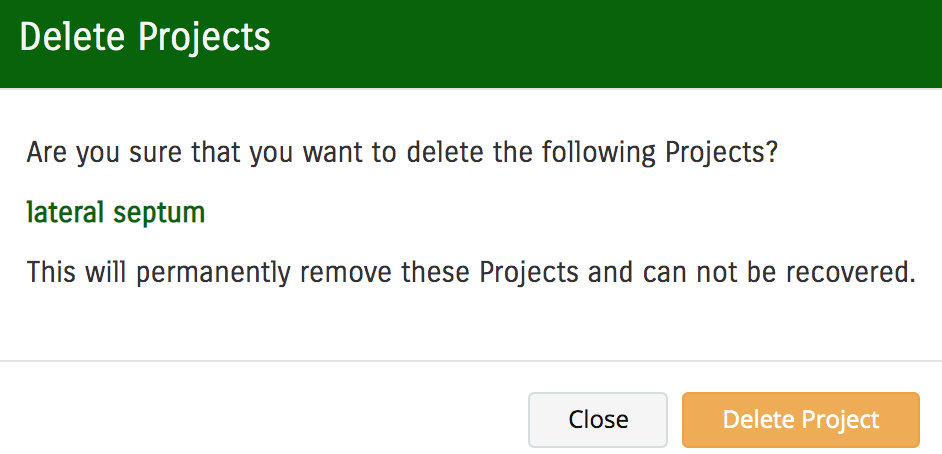 Delete Projects
Are you sure that you want to delete the following Projects?
lateral septum
This will permanently remove these Projects and can not be recovered.
Close
Delete Project